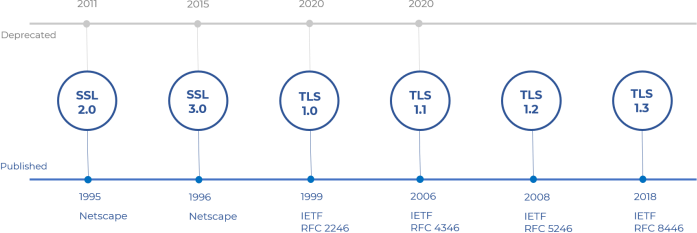 2011 2015 2020 2020
Deprecated
SSL 2.0
SSL 3.0
TLS 1.0
TLS 1.1
TLS 1.2
TLS 1.3
Published
1995 1996 1999 2006 2008 2018
Netscape Netscape IETF IETF IETF IETF
RFC 2246 RFC 4346 RFC 5246 RFC 8446